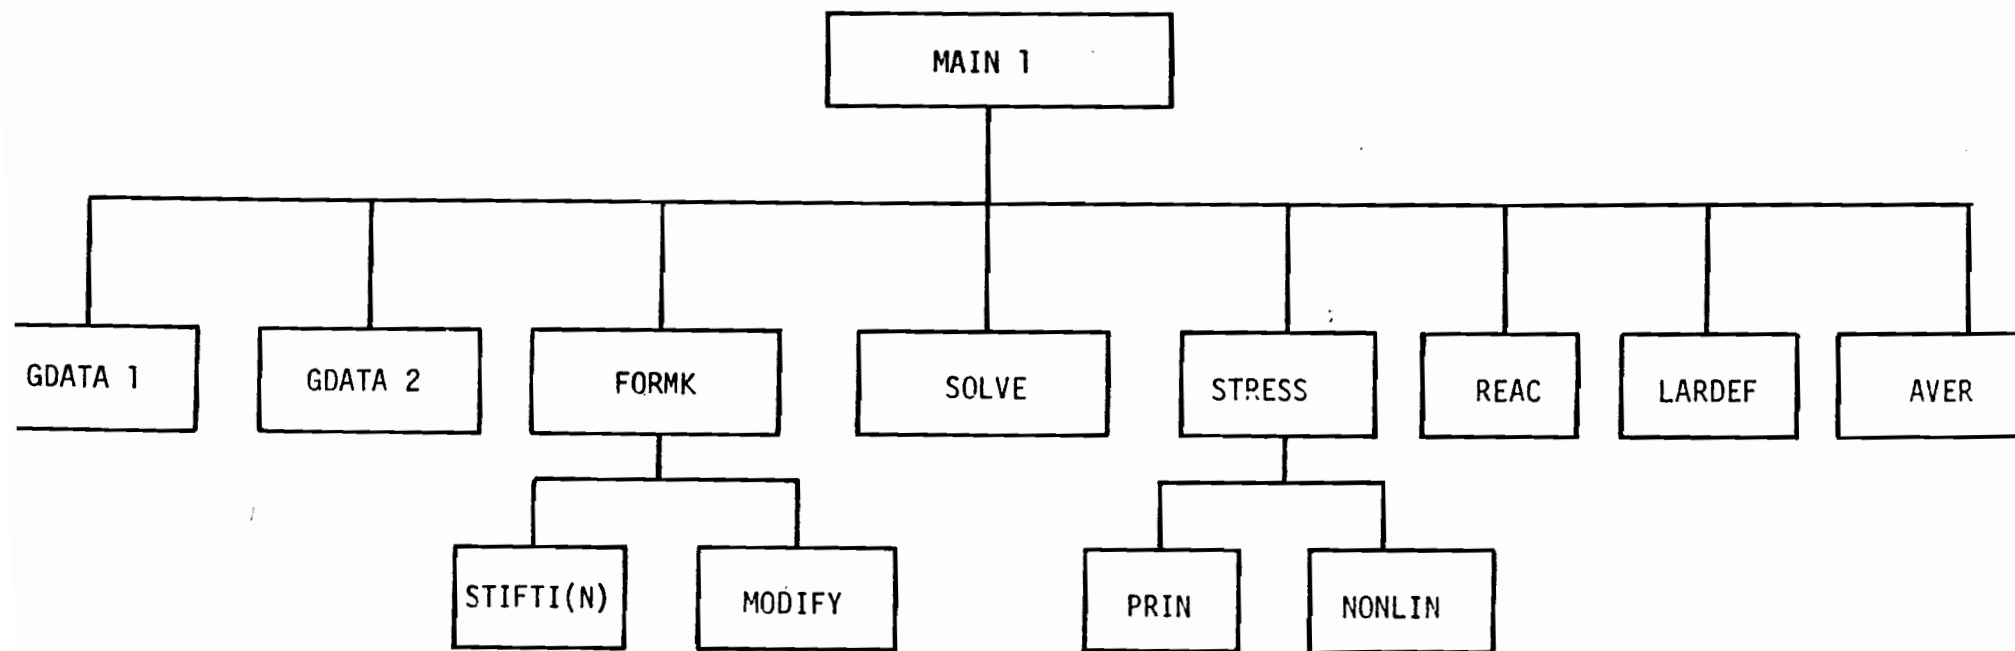 MAIN 1
GDATA 1
GDATA 2
FORMK
SOLVE
STRESS
REAC
LARDEF
AVER
STIFTI(N)
MODIFY
PRIN
NONLIN